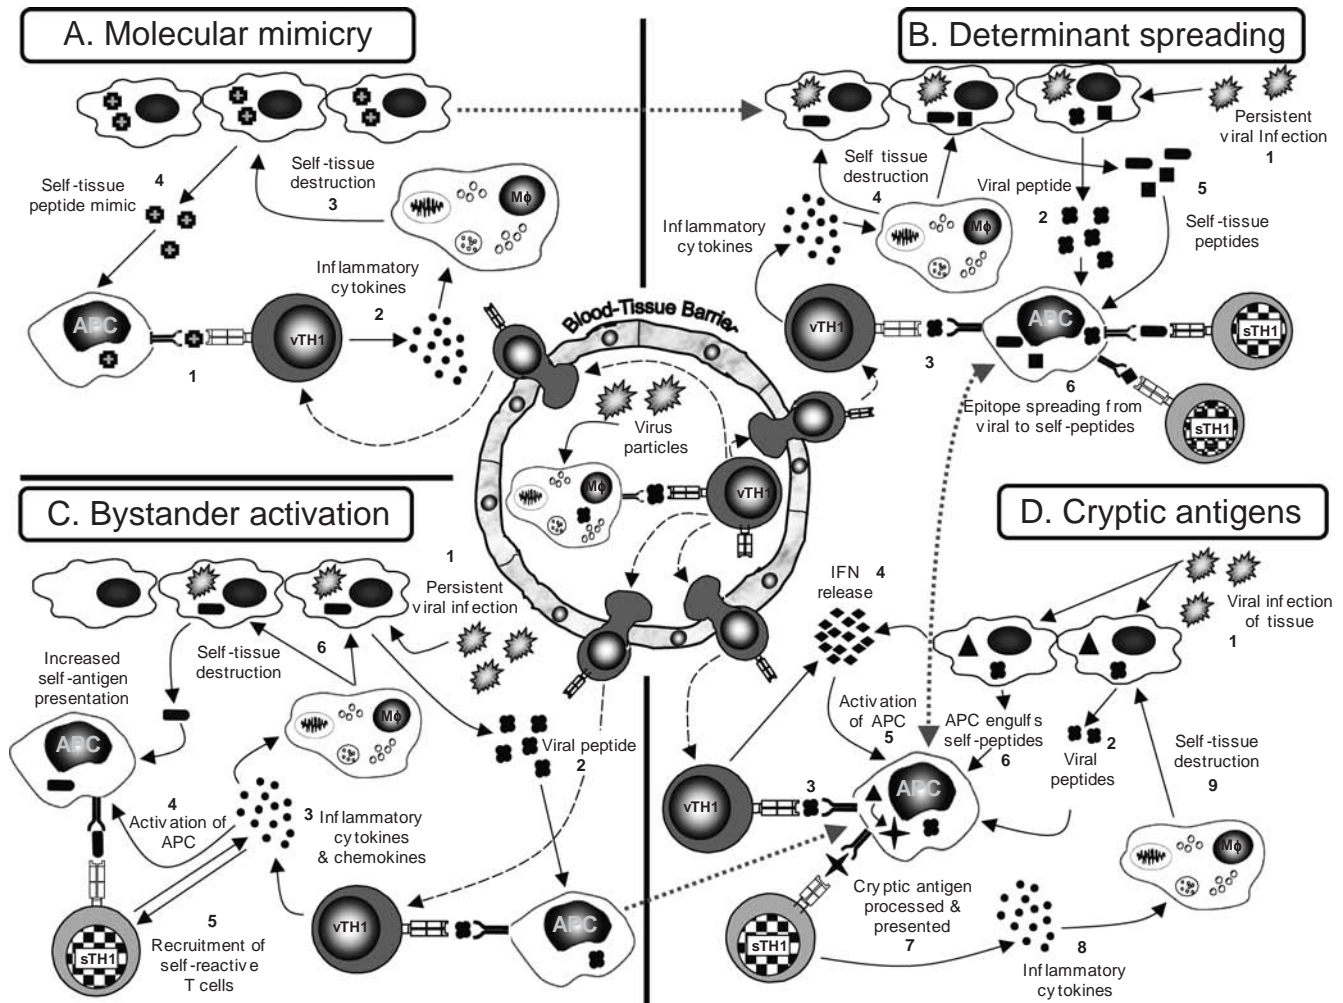 A. Molecular mimicry
Self-tissue
destruction
3
4
Self-tissue
peptide mimic
Mϕ
Inflammatory
cytokines
2
APC
vTH1
1
B. Determinant spreading
Persistent
viral Infection
1
Self tissue
destruction
4
Viral peptide
2
5
Self-tissue
peptides
Inflammatory
cytokines
Mϕ
vTH1
APC
sTH1
3
6
Epitope spreading from
viral to self-peptides
sTH1
Blood-Tissue Barrier
Virus
particles
Mϕ
vTH1
C. Bystander activation
1
Persistent
viral infection
Self-tissue
destruction
6
Increased
self-antigen
presentation
Mϕ
APC
Viral peptide
2
4
Activation of
APC
3
Inflammatory
cytokines
& chemokines
5
Recruitment of
self-reactive
T cells
sTH1
vTH1
APC
D. Cryptic antigens
IFN
release
4
Viral infection
of tissue
1
Activation
of APC
5
APC engulfs
self-peptides
6
2
Viral
peptides
Self-tissue
destruction
9
vTH1
3
APC
Mϕ
Cryptic antigen
processed &
presented
7
sTH1
8
Inflammatory
cytokines